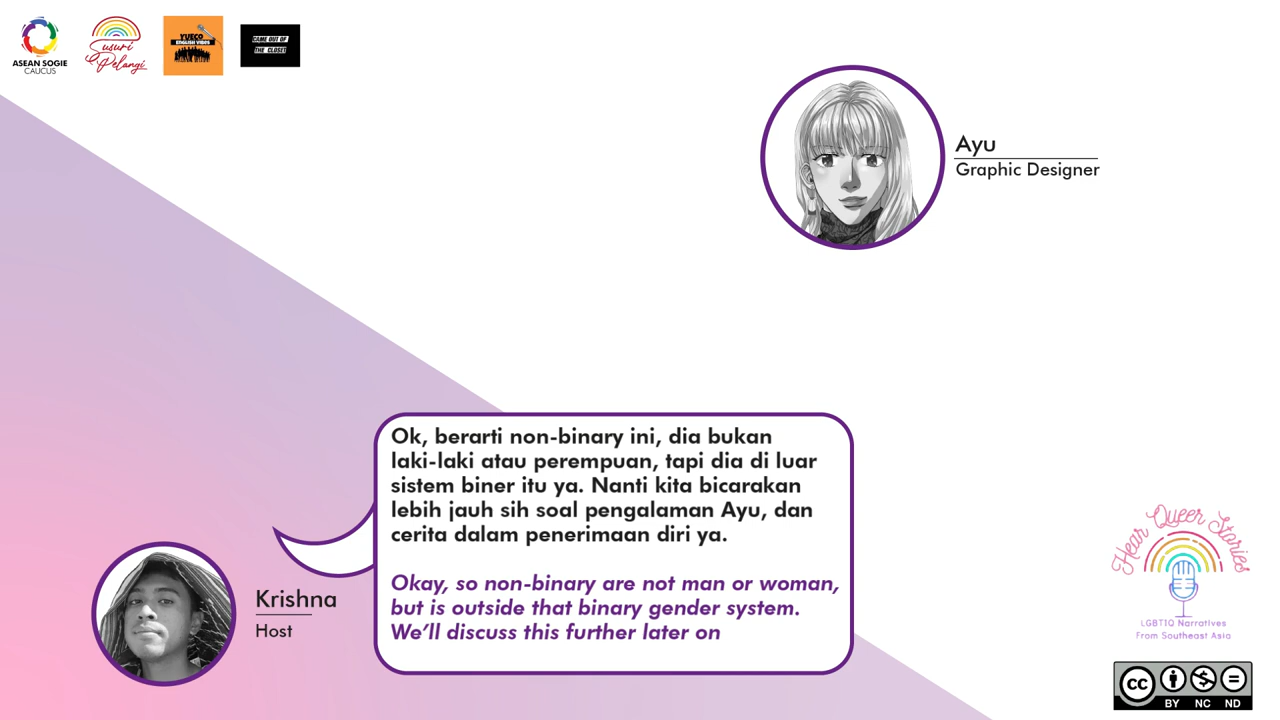 ASEAN SOGIE
CAUCUS
Susuri
Pelangi
YUECO
ENGLISH VIBES
CAME OUT OF
THE CLOSET
Ayu
Graphic Designer
Ok, berarti non-binary ini, dia bukan
laki-laki atau perempuan, tapi dia di luar
sistem biner itu ya. Nanti kita bicarakan
lebih jauh sih soal pengalaman Ayu, dan
cerita dalam penerimaan diri ya.
Okay, so non-binary are not man or woman,
but is outside that binary gender system.
We'll discuss this further later on
Krishna
Host
Hear Queer Stories
LGBTIQ Narratives
From Southeast Asia
cc
BY NC ND